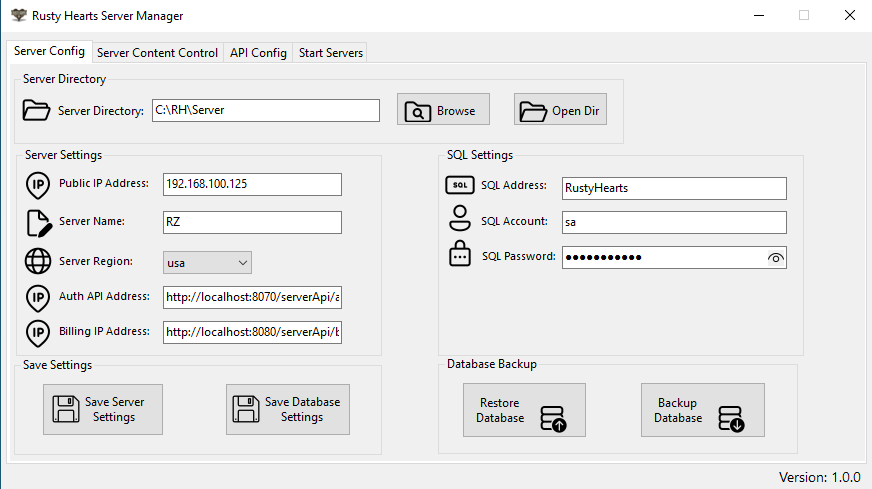 Rusty Hearts Server Manager
Server Config
Server Content Control
API Config
Start Servers
Server Directory
Server Directory:
C:\RH\Server
Browse
Open Dir
Server Settings
Public IP Address:
192.168.100.125
Server Name:
RZ
Server Region:
usa
Auth API Address:
http://localhost:8070/serverApi/a
Billing IP Address:
http://localhost:8080/serverApi/b
IP
IP
IP
SQL Settings
SQL
SQL Address:
RustyHearts
SQL Account:
sa
SQL Password:
●●●●●●●●●●●
Save Settings
Save Server
Settings
Save Database
Settings
Database Backup
Restore
Database
Backup
Database
Version: 1.0.0